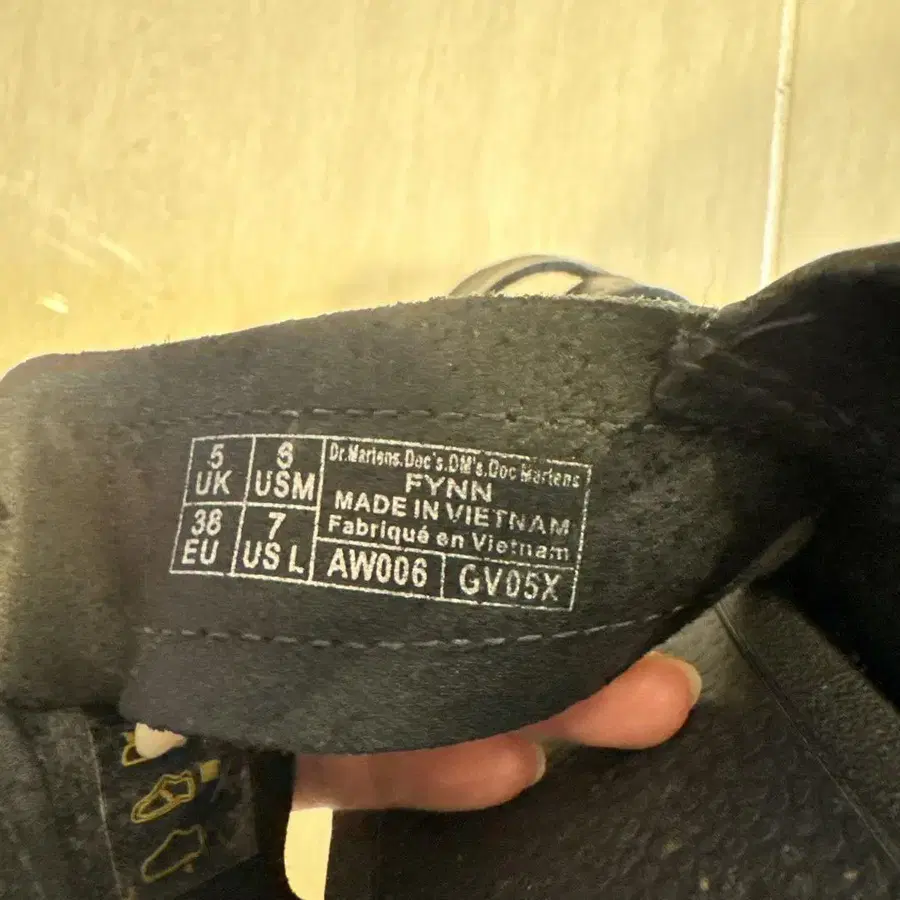 5 UK
6 USM
38 EU
7 US L
Dr.Martens.Doc's.DM's.Doc Martens
FYNN
MADE IN VIETNAM
Fabriqué en Vietnam
AW006
GV05X